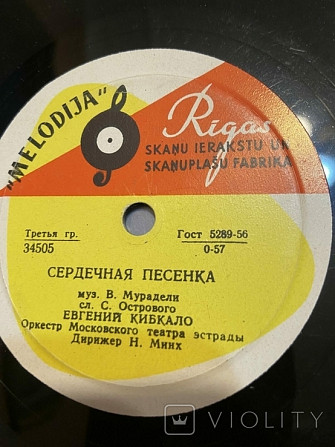 "MELODIJA"
Rīgas
SKAŅU IERAKSTU UN
SKAŅUPLAŠU FABRIKA
Третья гр.
34505
Гост 5289-56
0-57
СЕРДЕЧНАЯ ПЕСЕНКА
муз. В. Мурадели
сл. С. Острового
ЕВГЕНИЙ КИБКАЛО
Оркестр Московского театра эстрады
Дирижер Н. Минх
VIOLITY